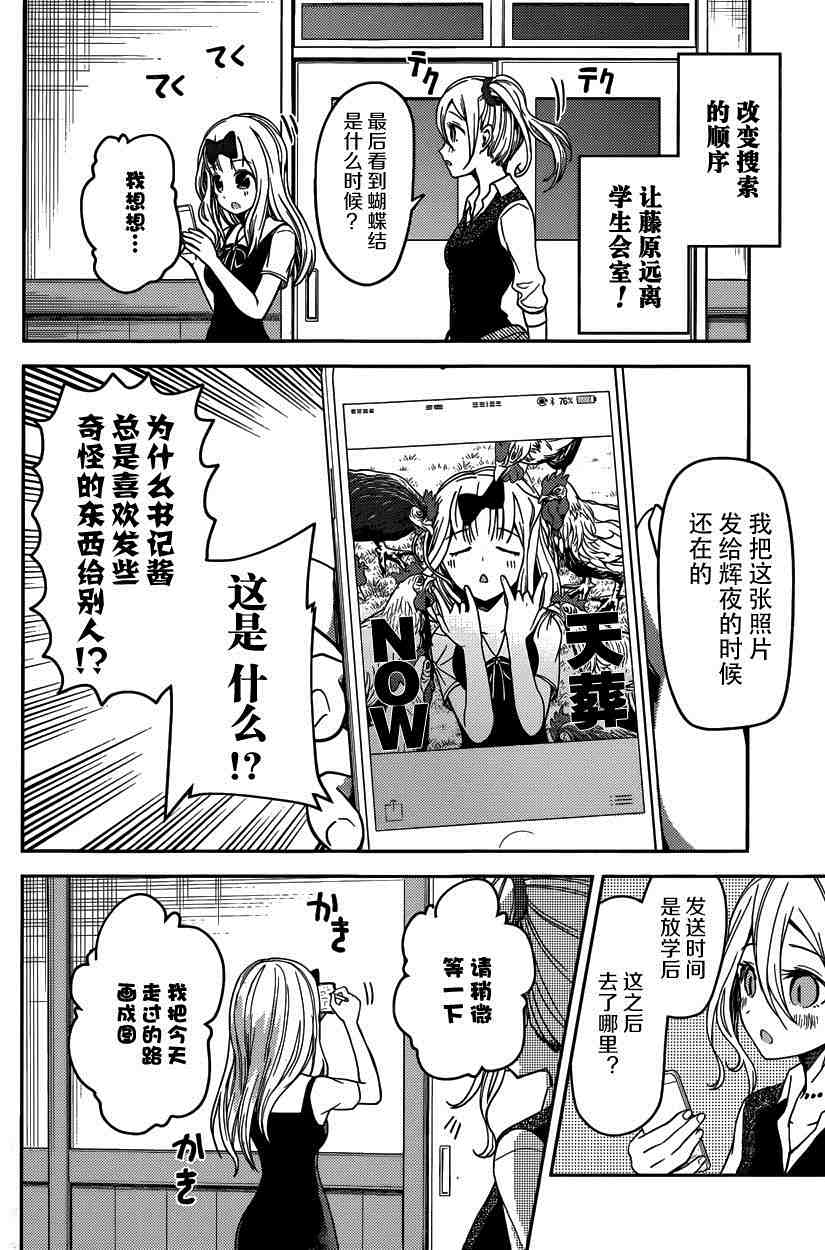 改变搜索
的顺序
让藤原远离
学生会室！
テク
テク
最后看到蝴蝶结
是什么时候？
てく
てく
我想想…
我把这张照片
发给辉夜的时候
还在的
76%
天葬
NOW
这是什么！？
为什么书记酱
总是喜欢发些
奇怪的东西给别人！？
发送时间
是放学后
这之后
去了哪里？
请稍微
等一下
かき
我把今天
走过的路
画成图
かき